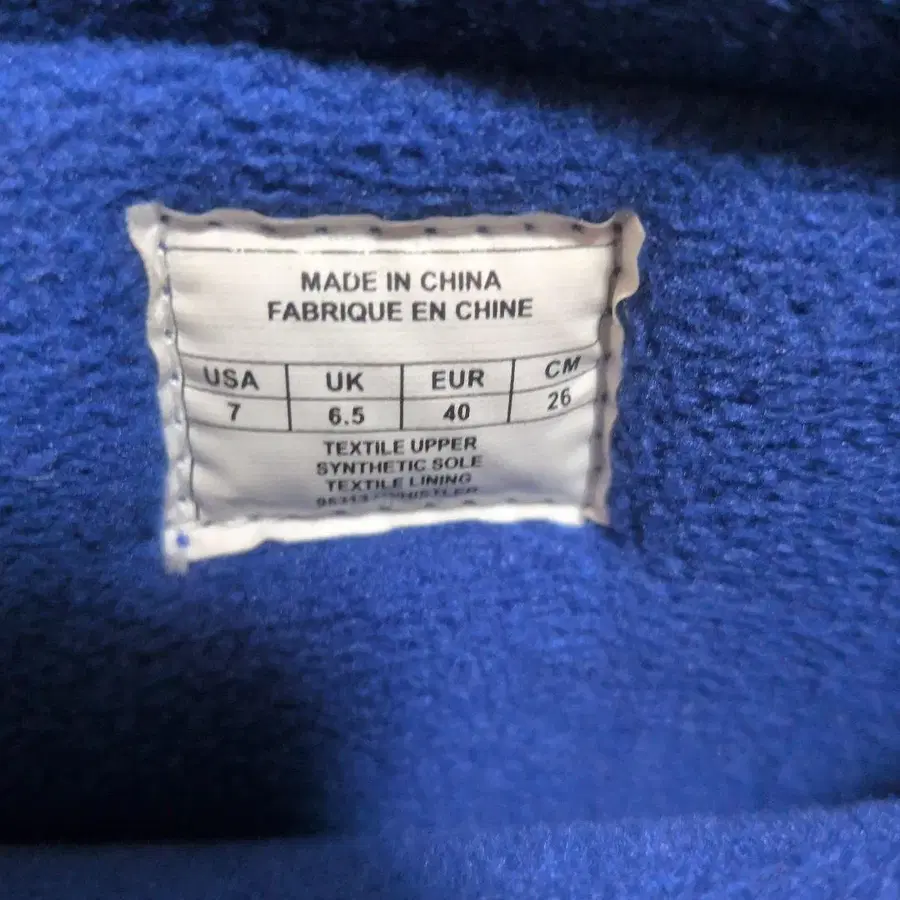 MADE IN CHINA
FABRIQUE EN CHINE
USA UK EUR CM
7 6.5 40 26
TEXTILE UPPER
SYNTHETIC SOLE
TEXTILE LINING